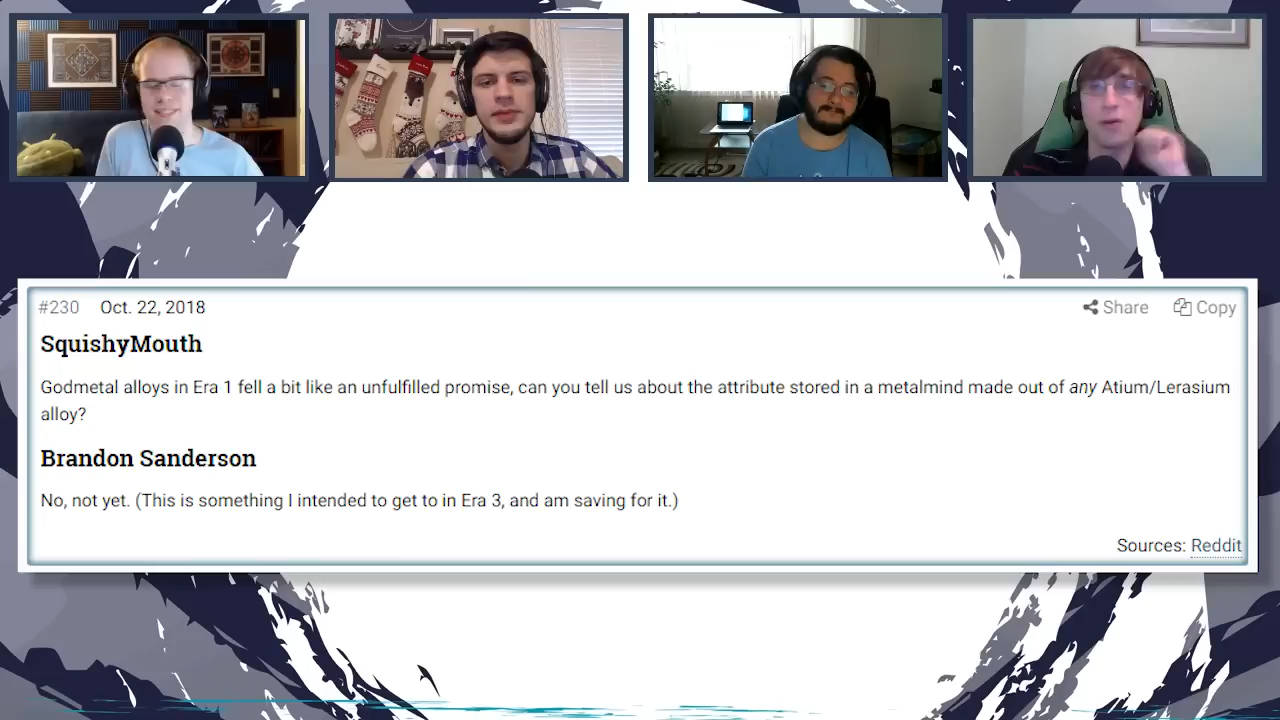 #230 Oct. 22, 2018 Share Copy
SquishyMouth
Godmetal alloys in Era 1 fell a bit like an unfulfilled promise, can you tell us about the attribute stored in a metalmind made out of any Atium/Lerasium
alloy?
Brandon Sanderson
No, not yet. (This is something I intended to get to in Era 3, and am saving for it.)
Sources: Reddit